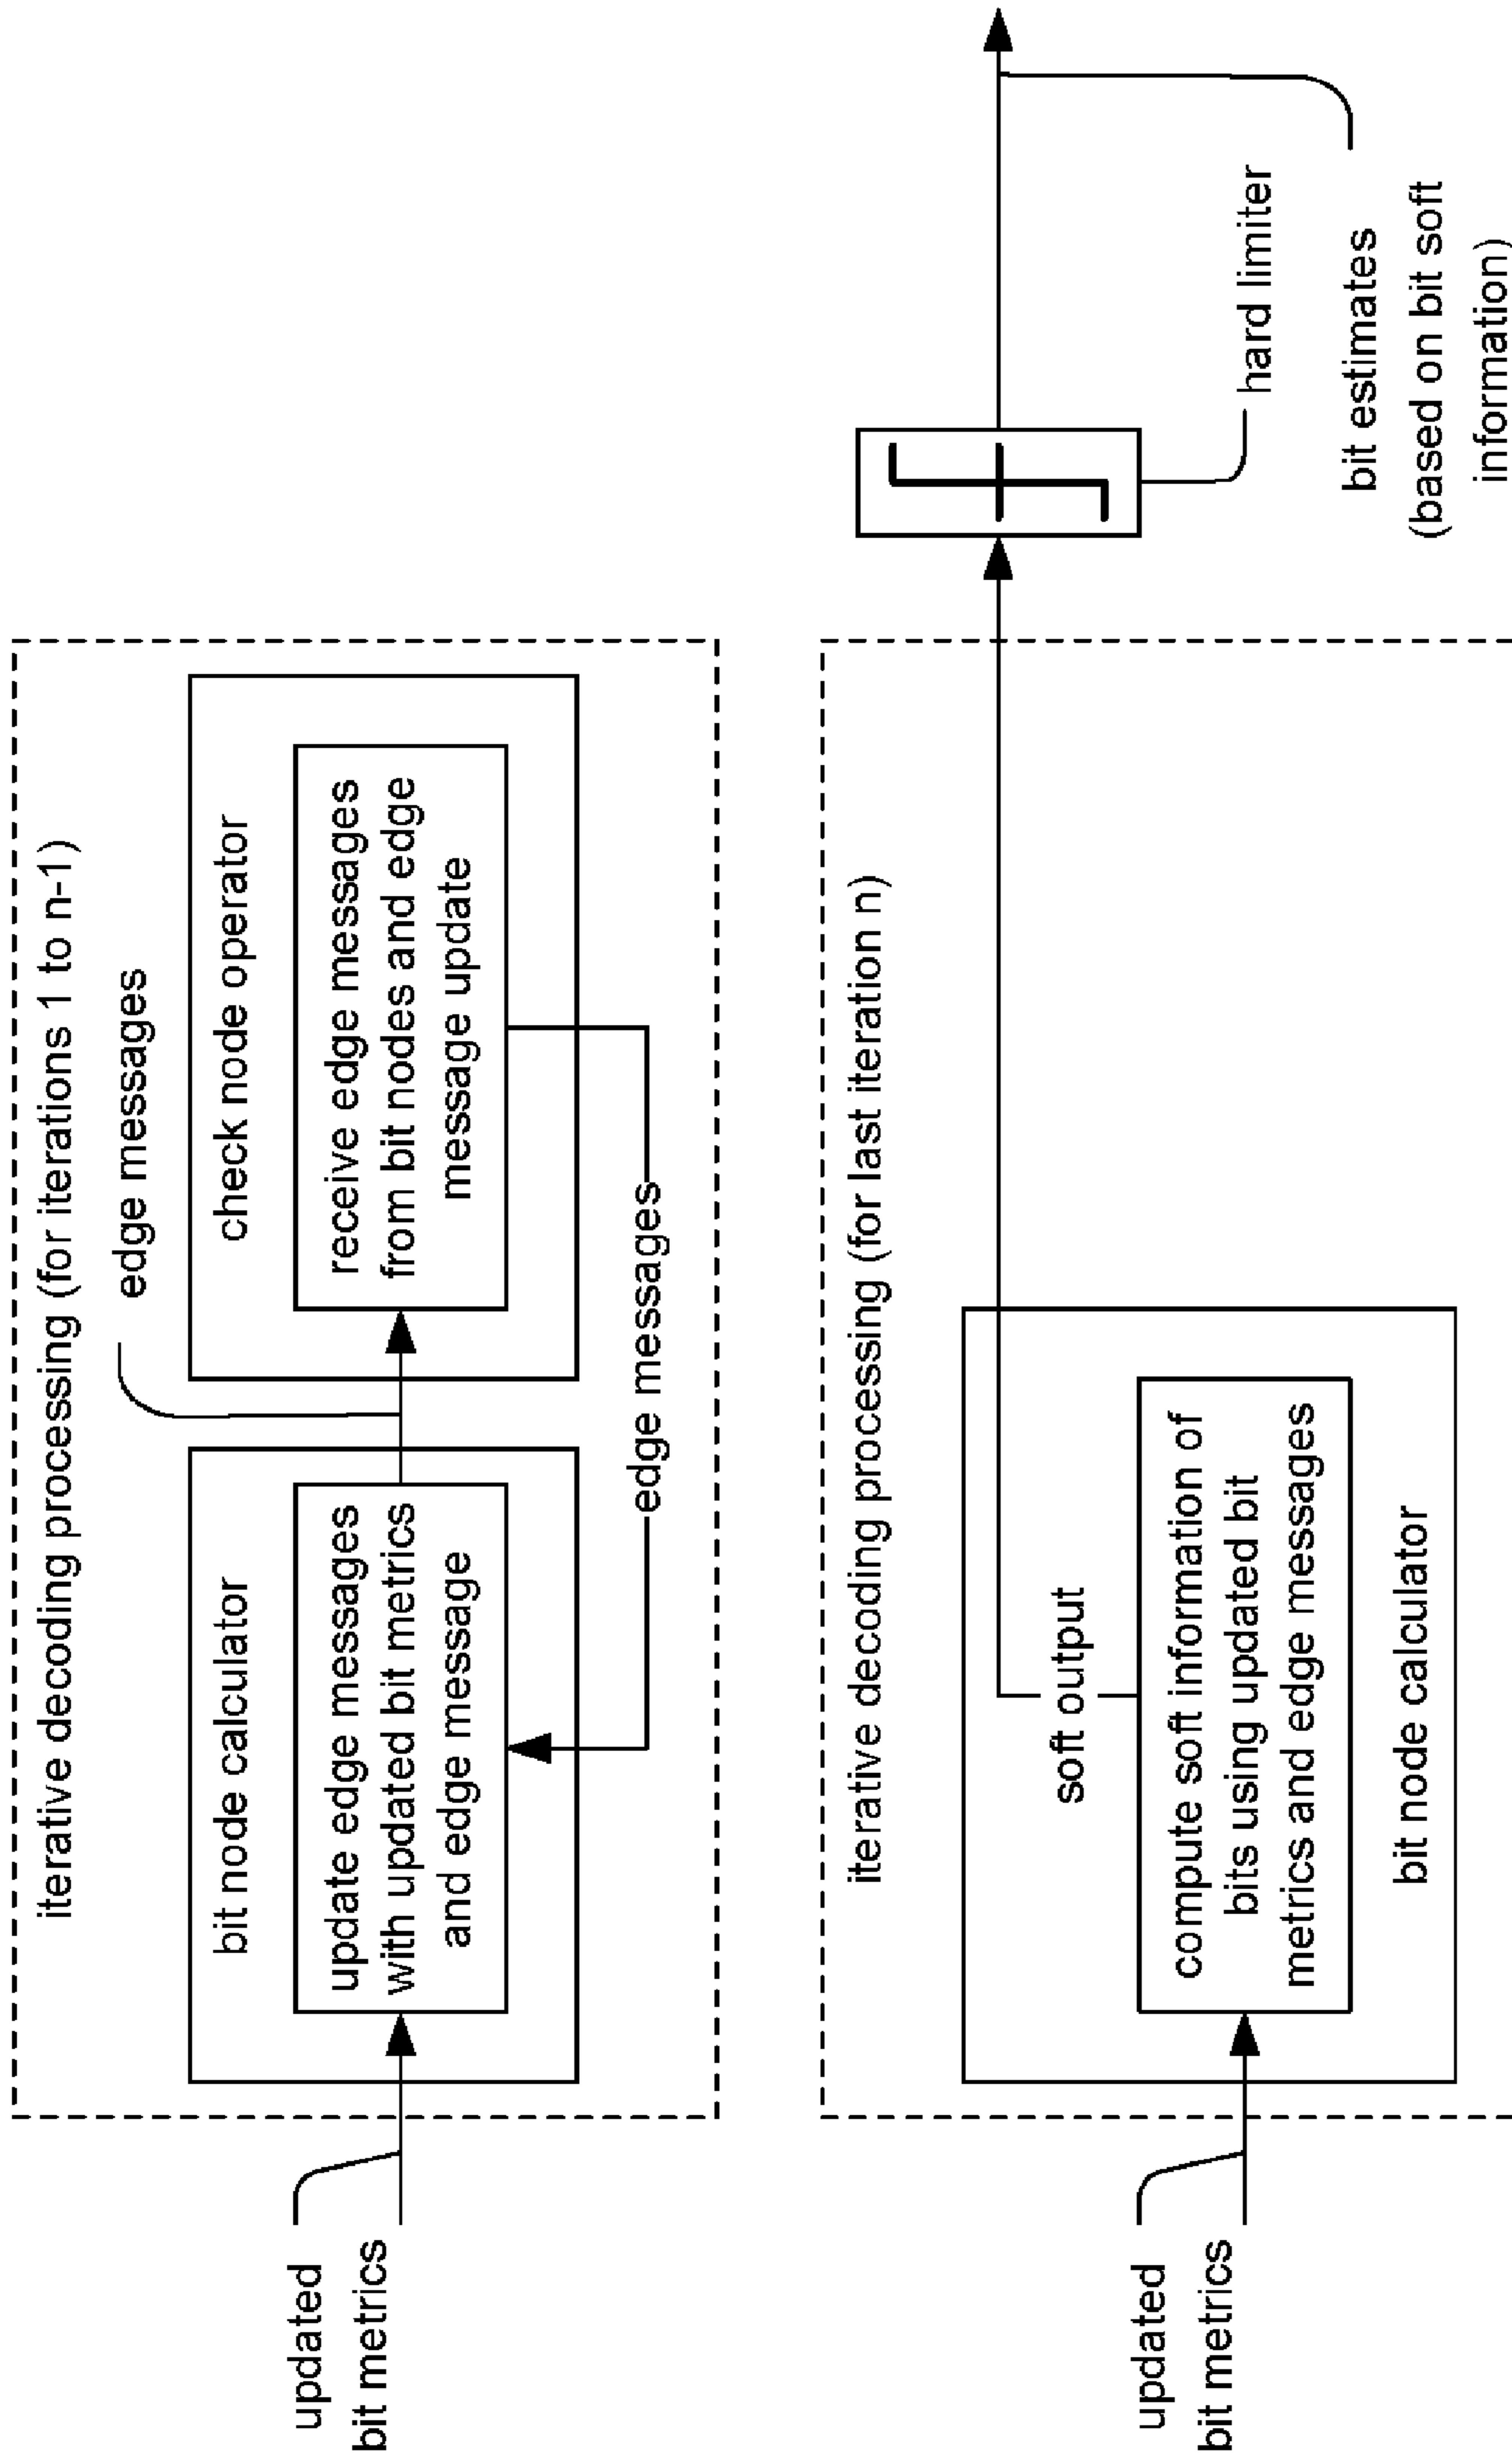 iterative decoding processing (for iterations 1 to n-1)
edge messages
bit node calculator
check node operator
updated
bit metrics
update edge messages
with updated bit metrics
and edge message
receive edge messages
from bit nodes and edge
message update
edge messages
iterative decoding processing (for last iteration n)
soft output
updated
bit metrics
compute soft information of
bits using updated bit
metrics and edge messages
bit node calculator
hard limiter
bit estimates
(based on bit soft
information)